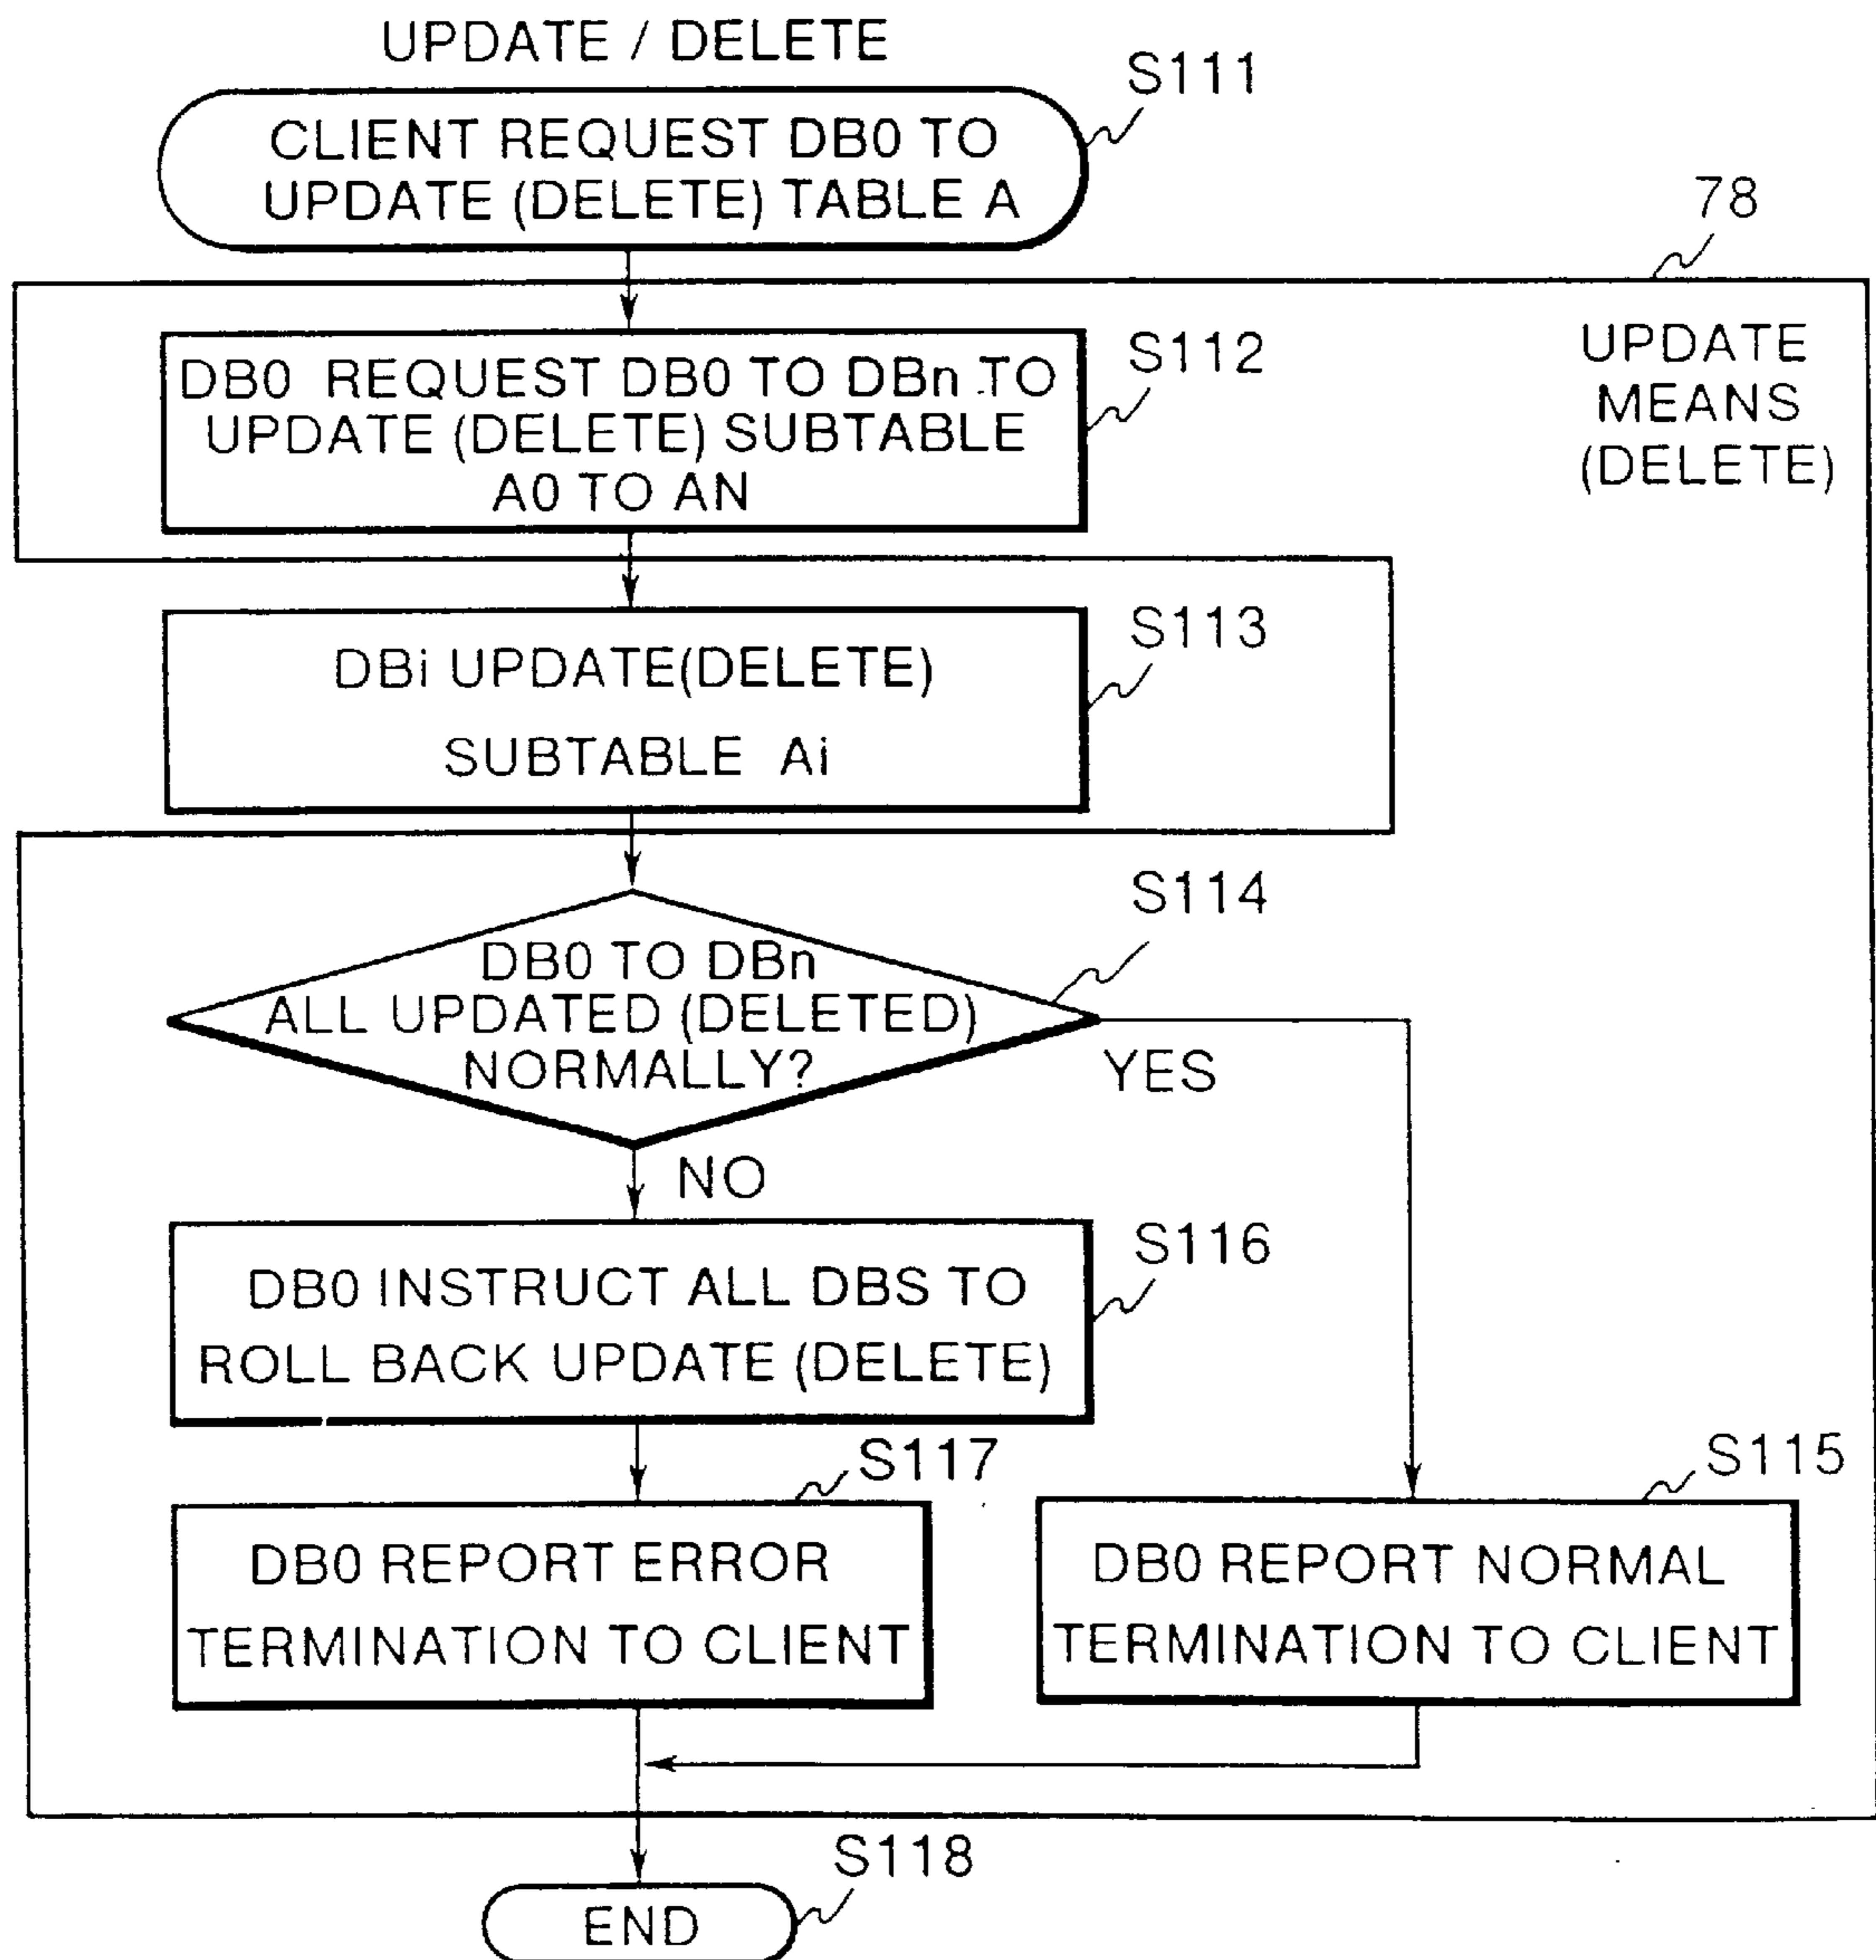 UPDATE / DELETE
S111
CLIENT REQUEST DB0 TO
UPDATE (DELETE) TABLE A
78
UPDATE
MEANS
(DELETE)
S112
DB0 REQUEST DB0 TO DBn TO
UPDATE (DELETE) SUBTABLE
A0 TO AN
S113
DBi UPDATE(DELETE)
SUBTABLE Ai
S114
DB0 TO DBn
ALL UPDATED (DELETED)
NORMALLY?
YES
NO
S116
DB0 INSTRUCT ALL DBS TO
ROLL BACK UPDATE (DELETE)
S117
DB0 REPORT ERROR
TERMINATION TO CLIENT
S115
DB0 REPORT NORMAL
TERMINATION TO CLIENT
S118
END